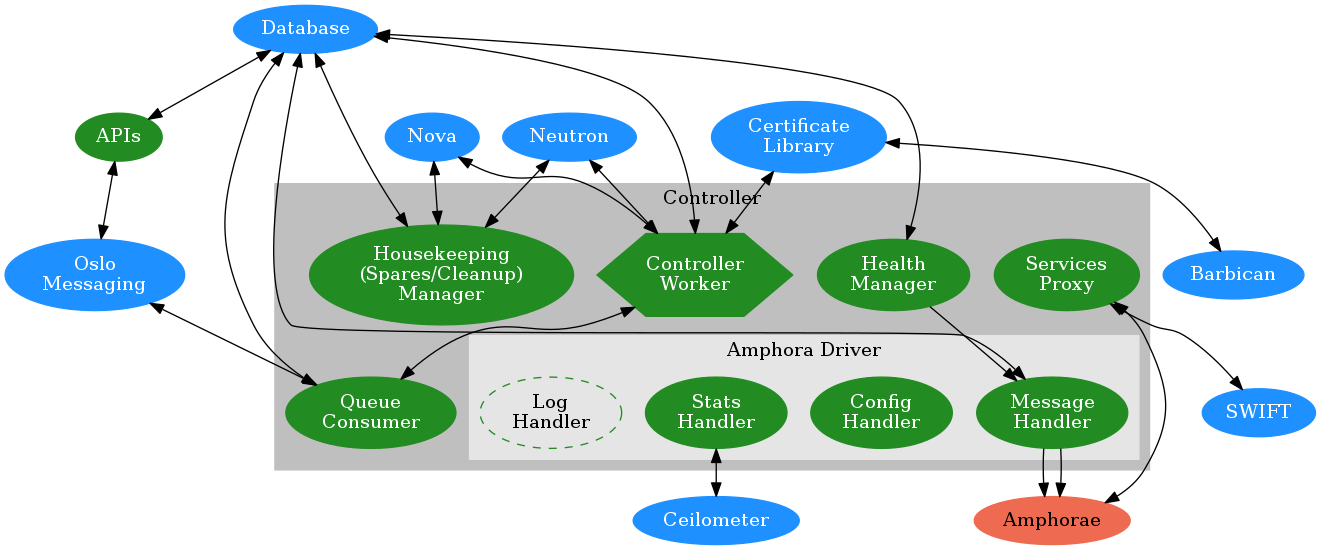 Database
APIs
Nova
Neutron
Certificate
Library
Controller
Oslo
Messaging
Housekeeping
(Spares/Cleanup)
Manager
Controller
Worker
Health
Manager
Services
Proxy
Barbican
Amphora Driver
Queue
Consumer
Log
Handler
Stats
Handler
Config
Handler
Message
Handler
SWIFT
Ceilometer
Amphorae